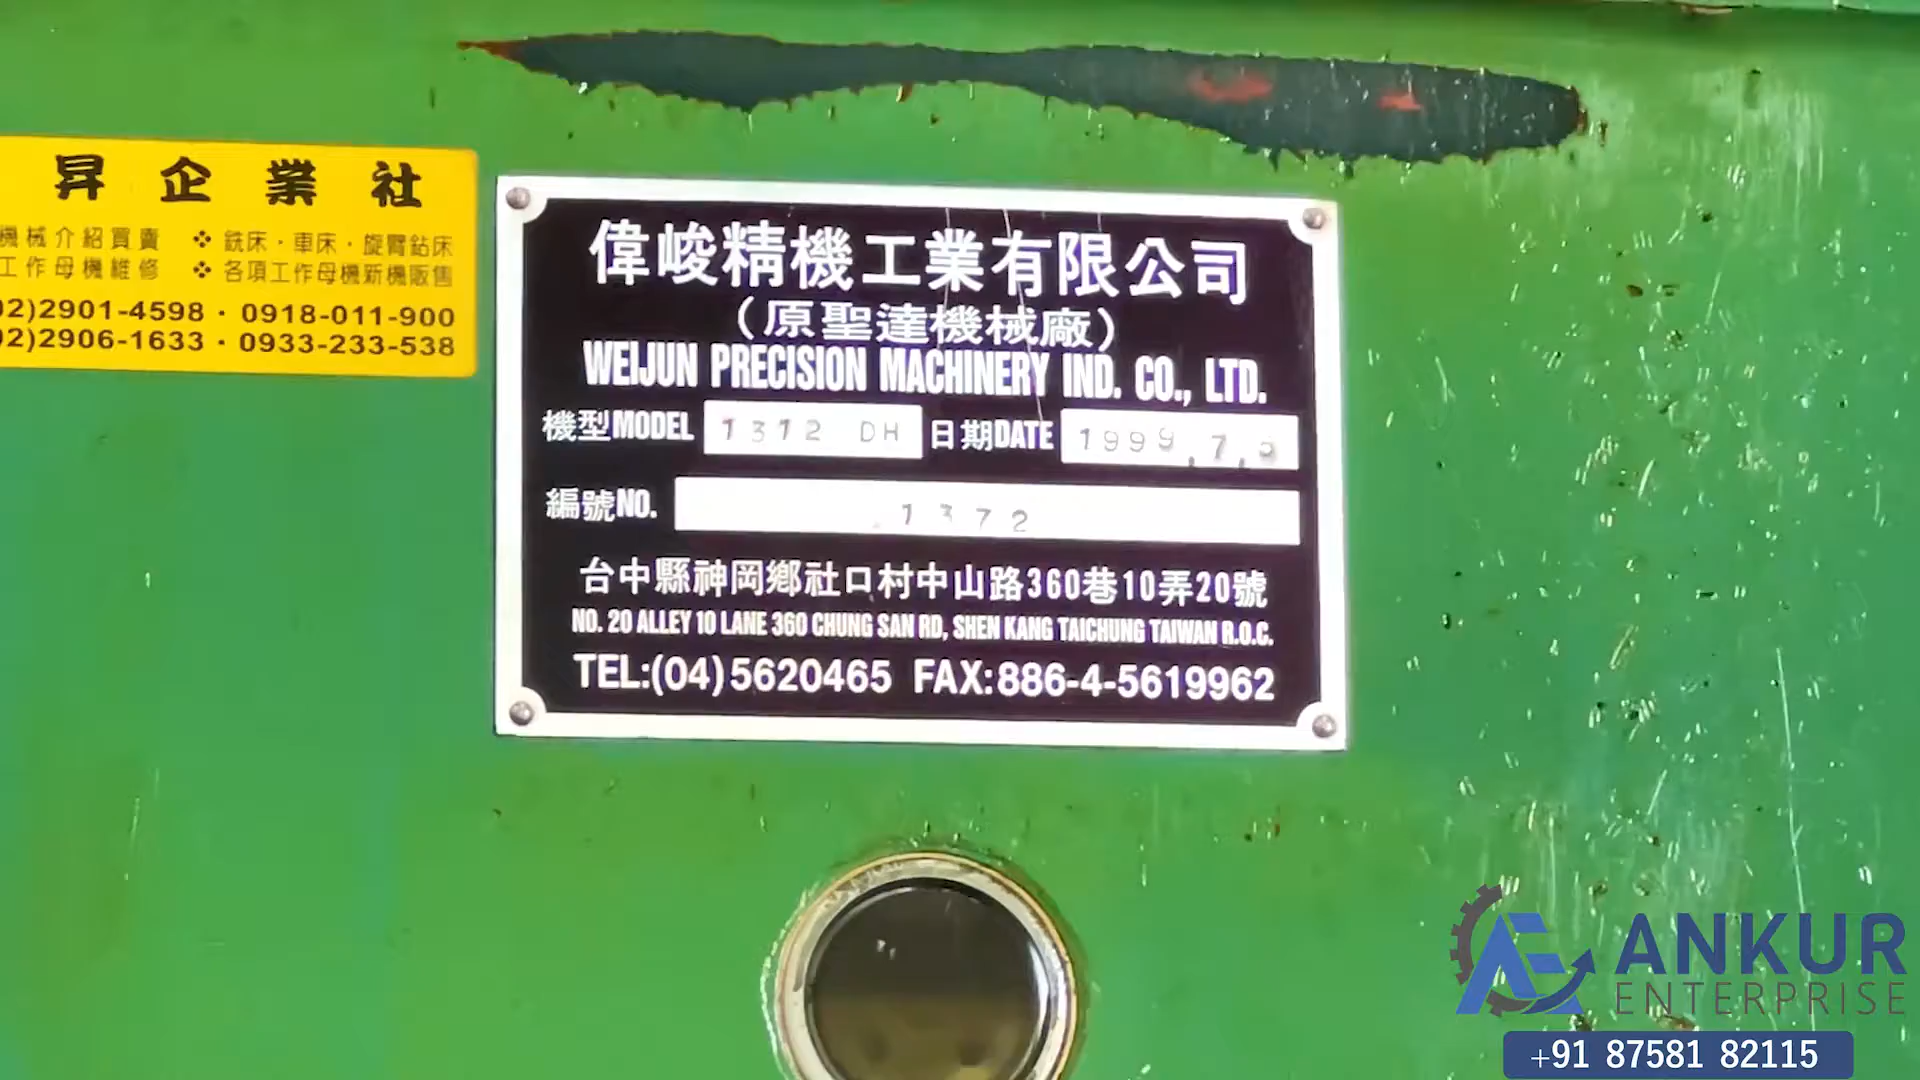 昇企業社
機械介紹買賣 ❖ 銑床·車床·旋臂鉆床
工作母機維修 ❖ 各項工作母機新機販售
02)2901-4598 · 0918-011-900
02)2906-1633 · 0933-233-538
偉峻精機工業有限公司
(原聖達機械廠)
WEIJUN PRECISION MACHINERY IND. CO., LTD.
機型MODEL 1312 DH 日期DATE 1999.7.
編號NO. 1372
台中縣神岡鄉社口村中山路360巷10弄20號
NO. 20 ALLEY 10 LANE 360 CHUNG SAN RD, SHEN KANG TAICHUNG TAIWAN R.O.C.
TEL:(04)5620465 FAX:886-4-5619962
ANKUR
ENTERPRISE
+91 87581 82115